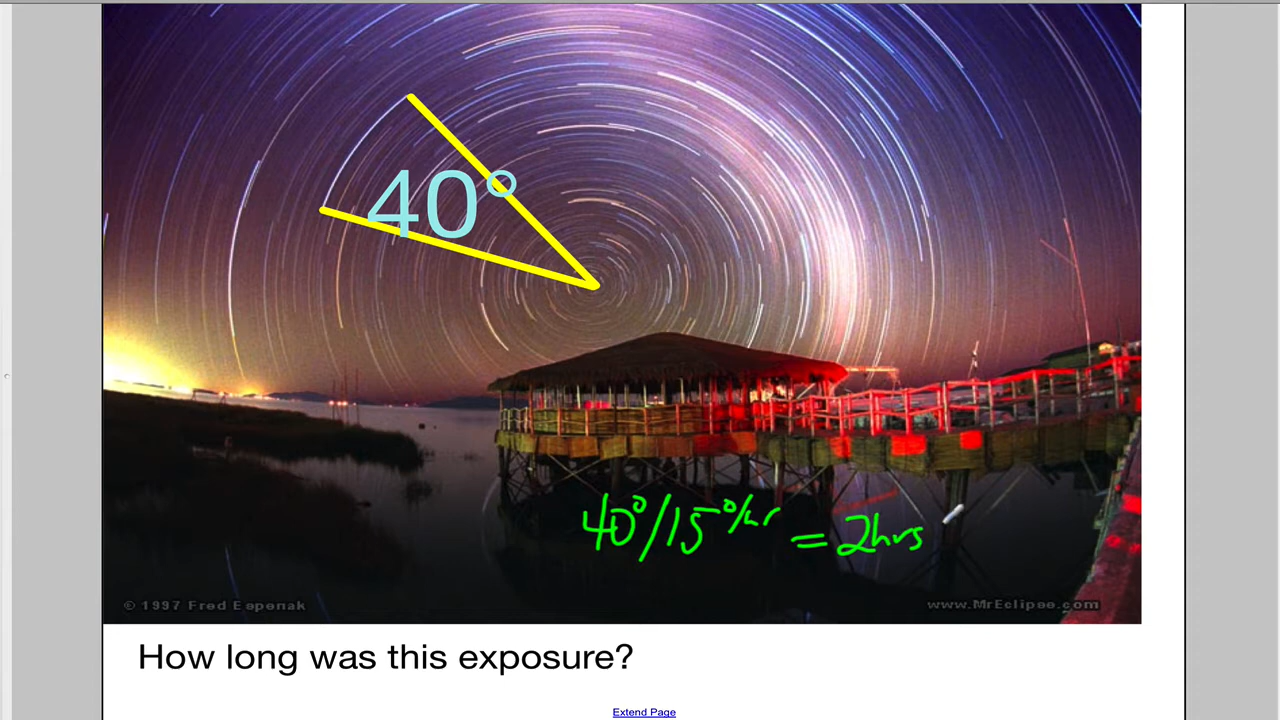 40°
40°/15°/hr = 2hrs
© 1997 Fred Espenak
www.MrEclipse.com
How long was this exposure?
Extend Page